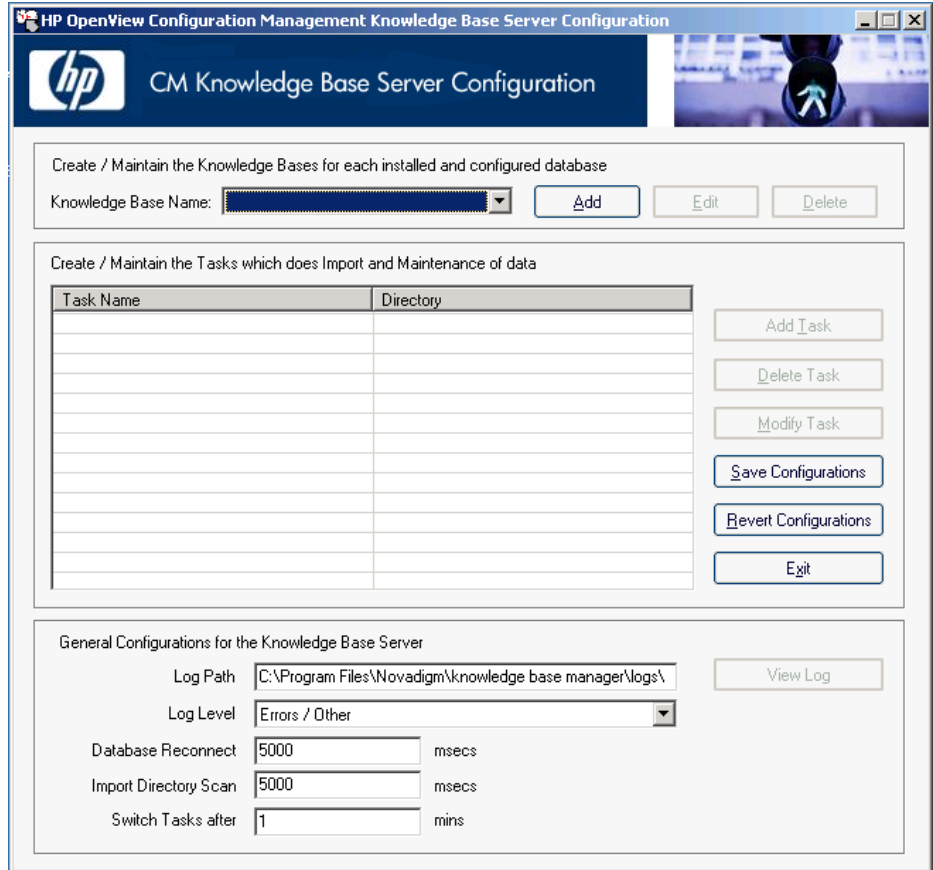 HP OpenView Configuration Management Knowledge Base Server Configuration
hp
CM Knowledge Base Server Configuration
Create / Maintain the Knowledge Bases for each installed and configured database
Knowledge Base Name: Add Edit Delete
Create / Maintain the Tasks which does Import and Maintenance of data
Task Name Directory
Add Task
Delete Task
Modify Task
Save Configurations
Revert Configurations
Exit
General Configurations for the Knowledge Base Server
Log Path C:\Program Files\Novadigm\knowledge base manager\logs\ View Log
Log Level Errors / Other
Database Reconnect 5000 msecs
Import Directory Scan 5000 msecs
Switch Tasks after 1 mins